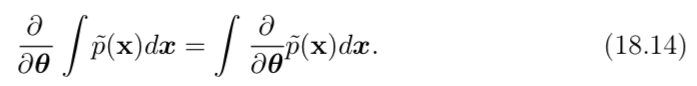 ∂/∂θ ∫ p̃(x)dx = ∫ ∂/∂θ p̃(x)dx. (18.14)